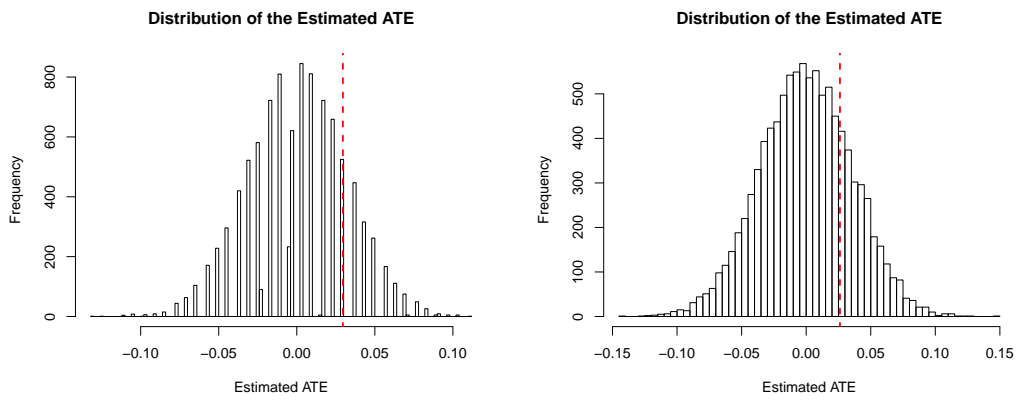 Distribution of the Estimated ATE
Frequency
800
600
400
200
0
−0.10 −0.05 0.00 0.05 0.10
Estimated ATE
Distribution of the Estimated ATE
Frequency
500
400
300
200
100
0
−0.15 −0.10 −0.05 0.00 0.05 0.10 0.15
Estimated ATE